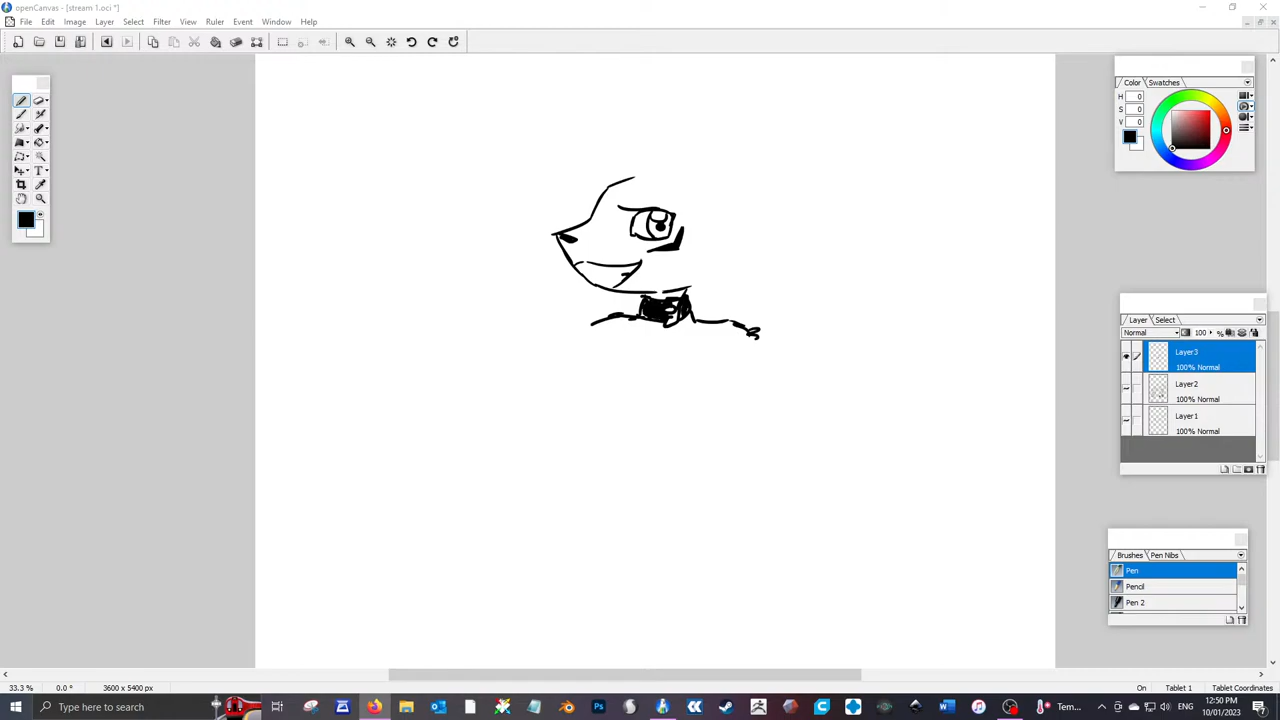 openCanvas - [stream 1.oci *]
File Edit Image Layer Select Filter View Ruler Event Window Help
Color Swatches
H
S 0
V 0
Layer Select
Normal 100 %
Layer3
100% Normal
Layer2
100% Normal
Layer1
100% Normal
Brushes Pen Nibs
Pen
Pencil
Pen 2
33.3 % 0.0 ° 3600 x 5400 px On Tablet 1 Tablet Coordinates
Type here to search
Tem... ENG 12:50 PM
10/01/2023